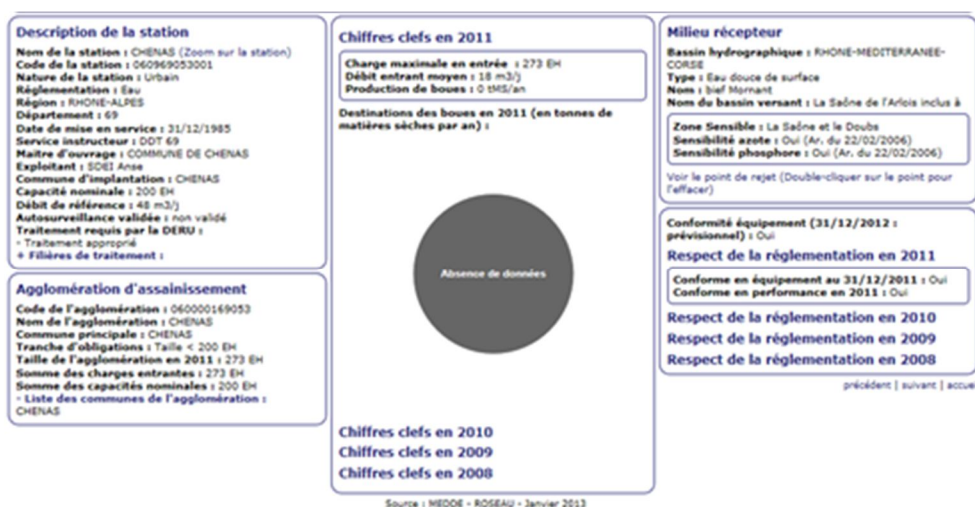 Description de la station
Nom de la station : CHENAS (Zoom sur la station)
Code de la station : 060969053001
Nature de la station : Urbain
Réglementation : Eau
Région : RHONE-ALPES
Département : 69
Date de mise en service : 31/12/1985
Service instructeur : DDT 69
Maitre d'ouvrage : COMMUNE DE CHENAS
Exploitant : SDEI Anse
Commune d'implantation : CHENAS
Capacité nominale : 200 EH
Débit de référence : 48 m3/j
Autosurveillance validée : non validé
Traitement requis par la DERU :
- Traitement approprié
+ Filières de traitement :
Agglomération d'assainissement
Code de l'agglomération : 060000169053
Nom de l'agglomération : CHENAS
Commune principale : CHENAS
Tranche d'obligations : Taille < 200 EH
Taille de l'agglomération en 2011 : 273 EH
Somme des charges entrantes : 273 EH
Somme des capacités nominales : 200 EH
- Liste des communes de l'agglomération :
CHENAS
Chiffres clefs en 2011
Charge maximale en entrée : 273 EH
Débit entrant moyen : 18 m3/j
Production de boues : 0 tMS/an
Destinations des boues en 2011 (en tonnes de
matières sèches par an) :
Absence de données
Chiffres clefs en 2010
Chiffres clefs en 2009
Chiffres clefs en 2008
Milieu récepteur
Bassin hydrographique : RHONE-MEDITERRANEE-
CORSE
Type : Eau douce de surface
Nom : bief Mornant
Nom du bassin versant : La Saône de l'Arlois inclus à
Zone Sensible : La Saône et le Doubs
Sensibilité azote : Oui (Ar. du 22/02/2006)
Sensibilité phosphore : Oui (Ar. du 22/02/2006)
Voir le point de rejet (Double-cliquer sur le point pour
l'effacer)
Conformité équipement (31/12/2012 :
prévisionnel) : Oui
Respect de la réglementation en 2011
Conforme en équipement au 31/12/2011 : Oui
Conforme en performance en 2011 : Oui
Respect de la réglementation en 2010
Respect de la réglementation en 2009
Respect de la réglementation en 2008
précédent | suivant | accue
Source : MEDDE - ROSEAU - Janvier 2013